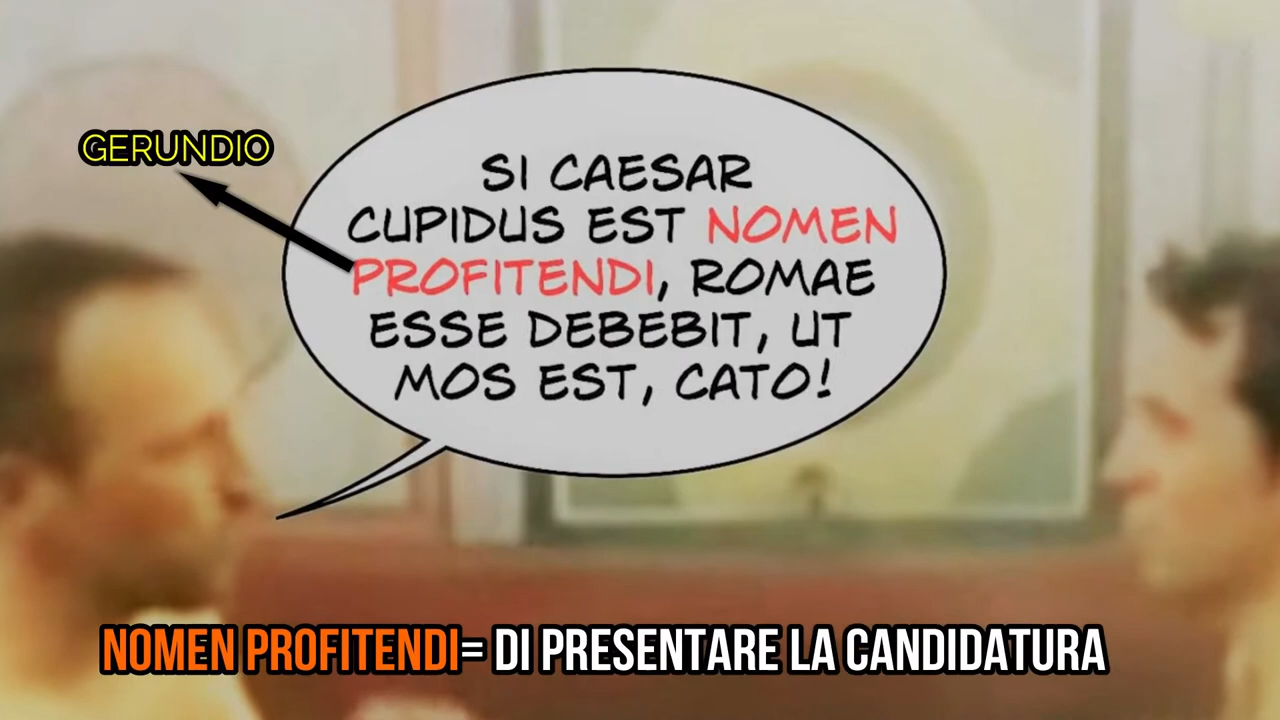 GERUNDIO
SI CAESAR
CUPIDUS EST NOMEN
PROFITENDI, ROMAE
ESSE DEBEBIT, UT
MOS EST, CATO!
NOMEN PROFITENDI= DI PRESENTARE LA CANDIDATURA